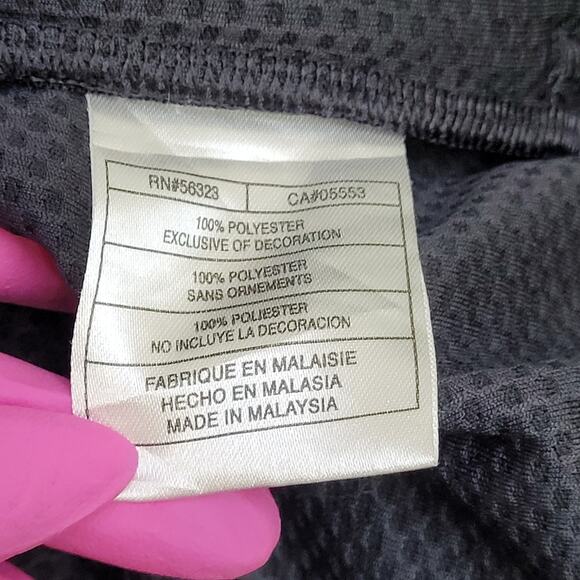 RN#56323 CA#05553
100% POLYESTER
EXCLUSIVE OF DECORATION
100% POLYESTER
SANS ORNEMENTS
100% POLIESTER
NO INCLUYE LA DECORACION
FABRIQUE EN MALAISIE
HECHO EN MALASIA
MADE IN MALAYSIA